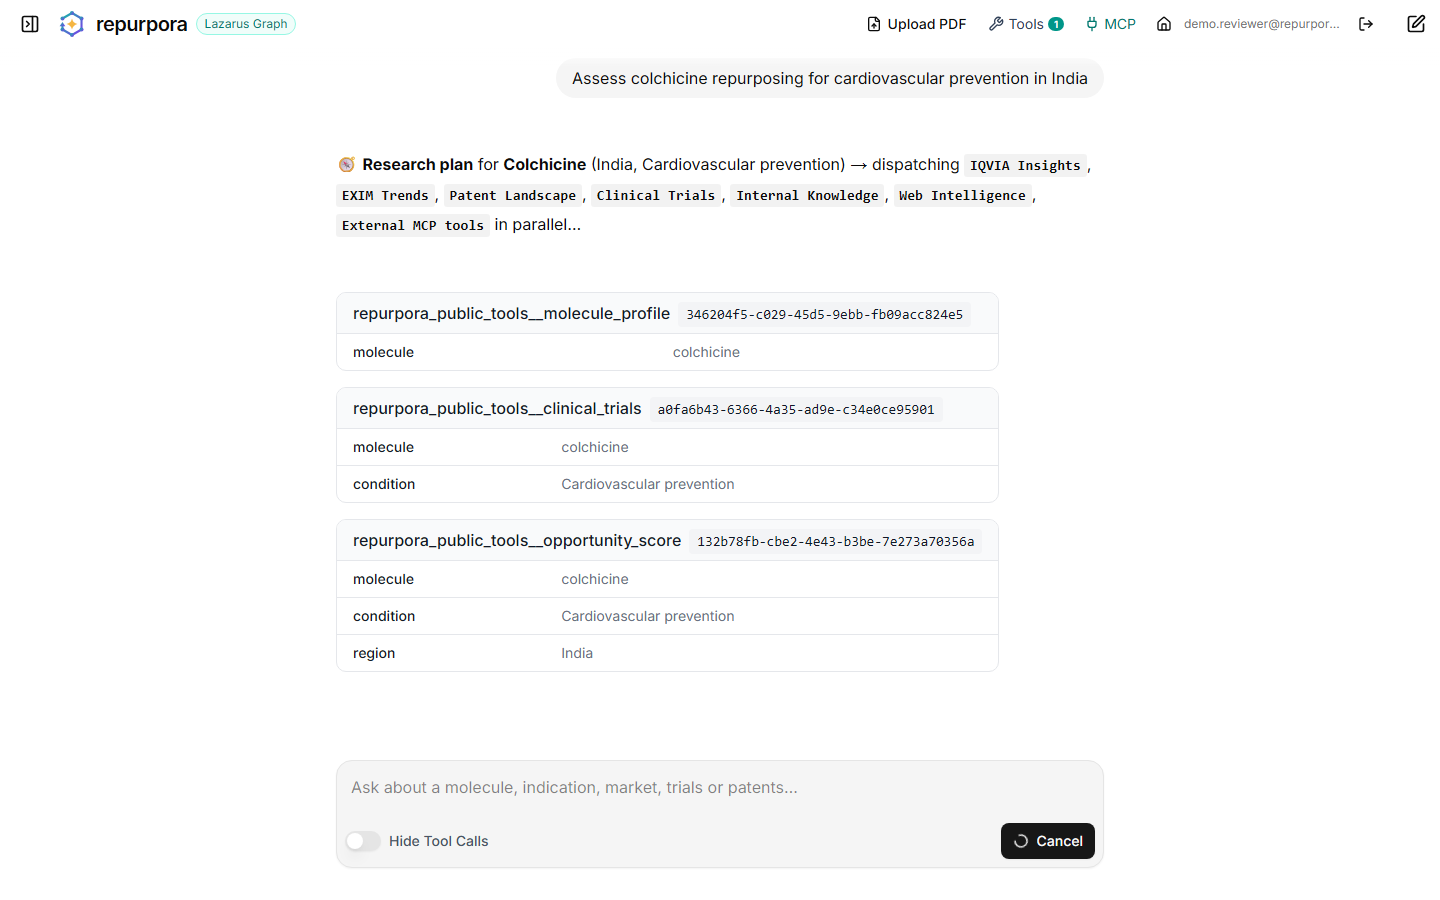 repurpora Lazarus Graph Upload PDF Tools 1 MCP demo.reviewer@repurpor...
Assess colchicine repurposing for cardiovascular prevention in India
Research plan for Colchicine (India, Cardiovascular prevention) → dispatching IQVIA Insights,
EXIM Trends, Patent Landscape, Clinical Trials, Internal Knowledge, Web Intelligence,
External MCP tools in parallel...
repurpora_public_tools__molecule_profile 346204f5-c029-45d5-9ebb-fb09acc824e5
molecule colchicine
repurpora_public_tools__clinical_trials a0fa6b43-6366-4a35-ad9e-c34e0ce95901
molecule colchicine
condition Cardiovascular prevention
repurpora_public_tools__opportunity_score 132b78fb-cbe2-4e43-b3be-7e273a70356a
molecule colchicine
condition Cardiovascular prevention
region India
Ask about a molecule, indication, market, trials or patents...
Hide Tool Calls Cancel